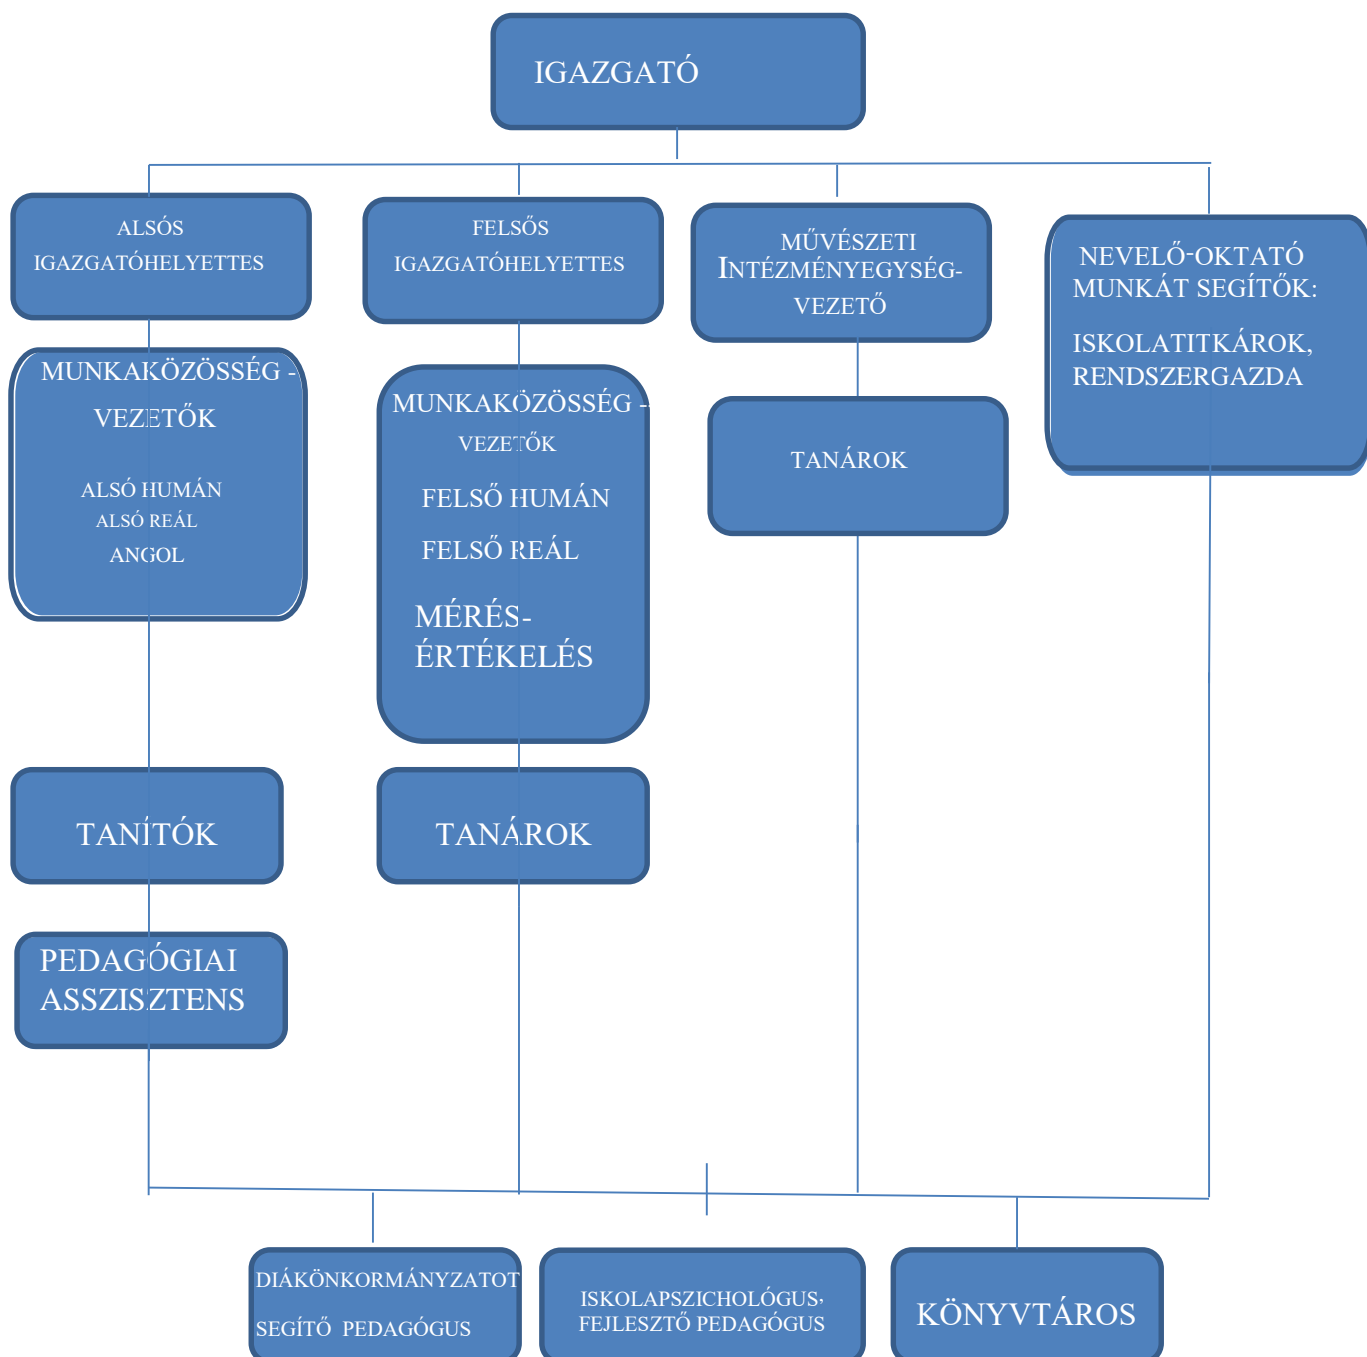 IGAZGATÓ
ALSÓS
IGAZGATÓHELYETTES
FELSŐS
IGAZGATÓHELYETTES
MŰVÉSZETI
INTÉZMÉNYEGYSÉG-
VEZETŐ
NEVELŐ-OKTATÓ
MUNKÁT SEGÍTŐK:
ISKOLATITKÁROK,
RENDSZERGAZDA
MUNKAKÖZÖSSÉG -
VEZETŐK
ALSÓ HUMÁN
ALSÓ REÁL
ANGOL
MUNKAKÖZÖSSÉG --
VEZETŐK
FELSŐ HUMÁN
FELSŐ REÁL
MÉRÉS-
ÉRTÉKELÉS
TANÁROK
TANÍTÓK
TANÁROK
PEDAGÓGIAI
ASSZISZTENS
DIÁKÖNKORMÁNYZATOT
SEGÍTŐ PEDAGÓGUS
ISKOLAPSZICHOLÓGUS,
FEJLESZTŐ PEDAGÓGUS
KÖNYVTÁROS